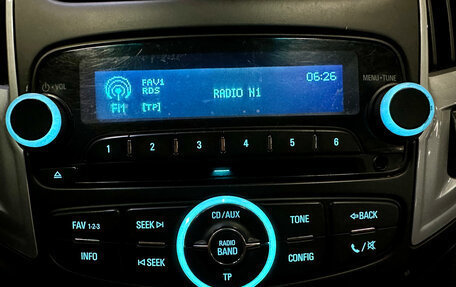 ⏻•VOL
FAV1
RDS
FM
[TP]
RADIO N1
06:26
MENU•TUNE
1 2 3 4 5 6
CD/AUX
FAV 1-2-3
SEEK
TONE
BACK
RADIO
BAND
INFO
SEEK
CONFIG
TP